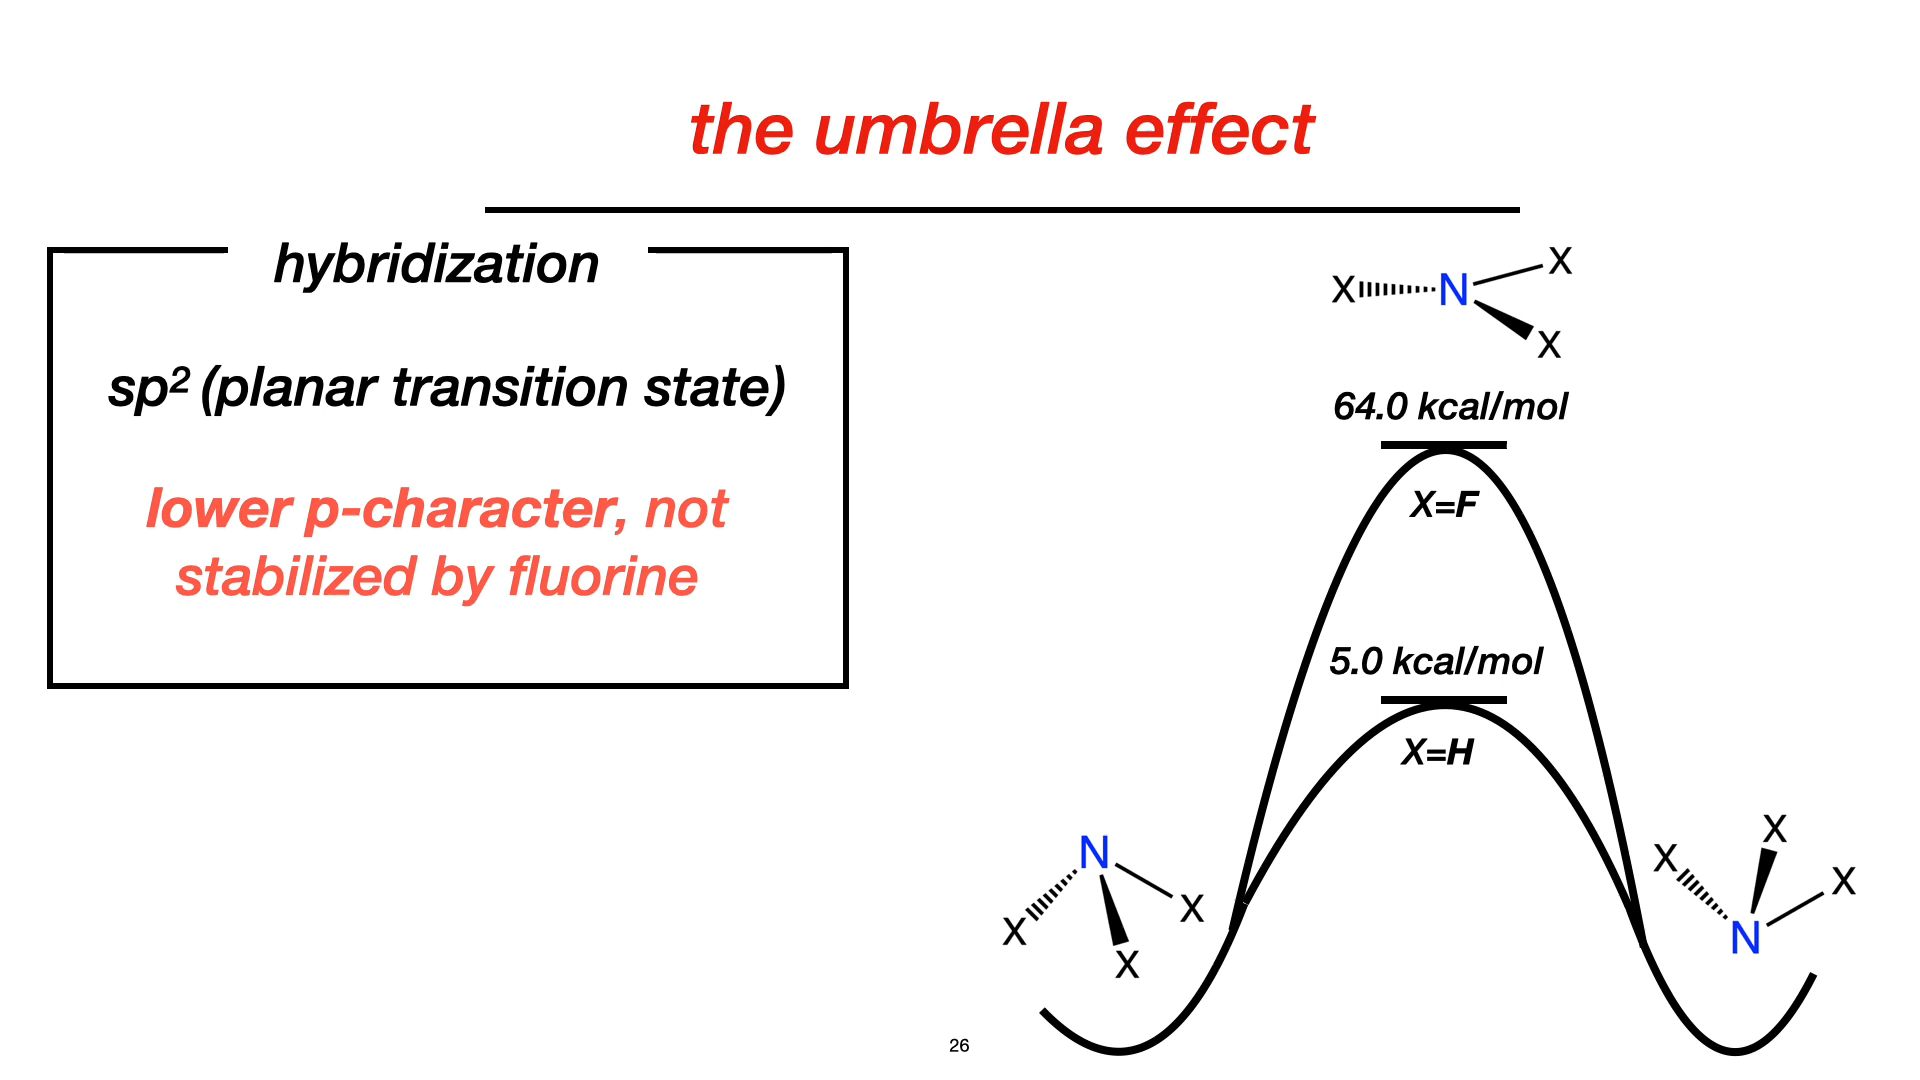 the umbrella effect
hybridization
sp² (planar transition state)
lower p-character, not
stabilized by fluorine
X N X
X
64.0 kcal/mol
X=F
5.0 kcal/mol
X=H
N
X
X
X
X
X
X
N
26